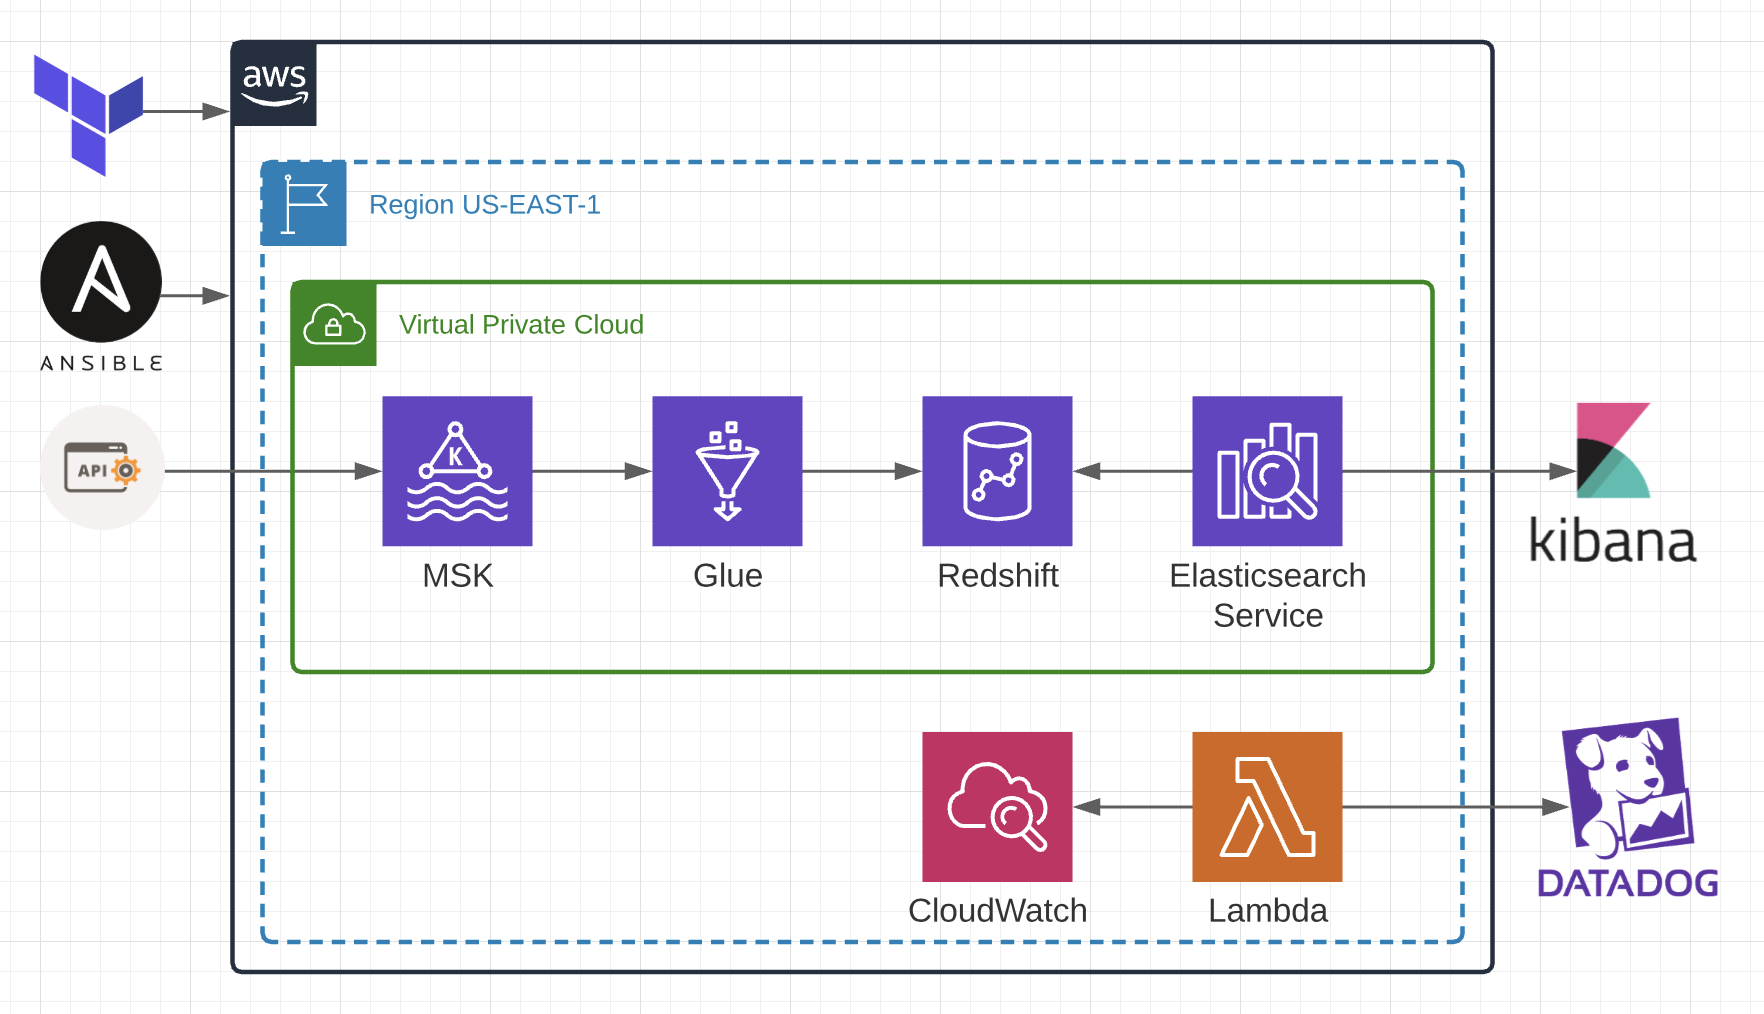 aws
Region US-EAST-1
Virtual Private Cloud
ANSIBLE
API
K
MSK
Glue
Redshift
Elasticsearch
Service
kibana
CloudWatch
Lambda
DATADOG